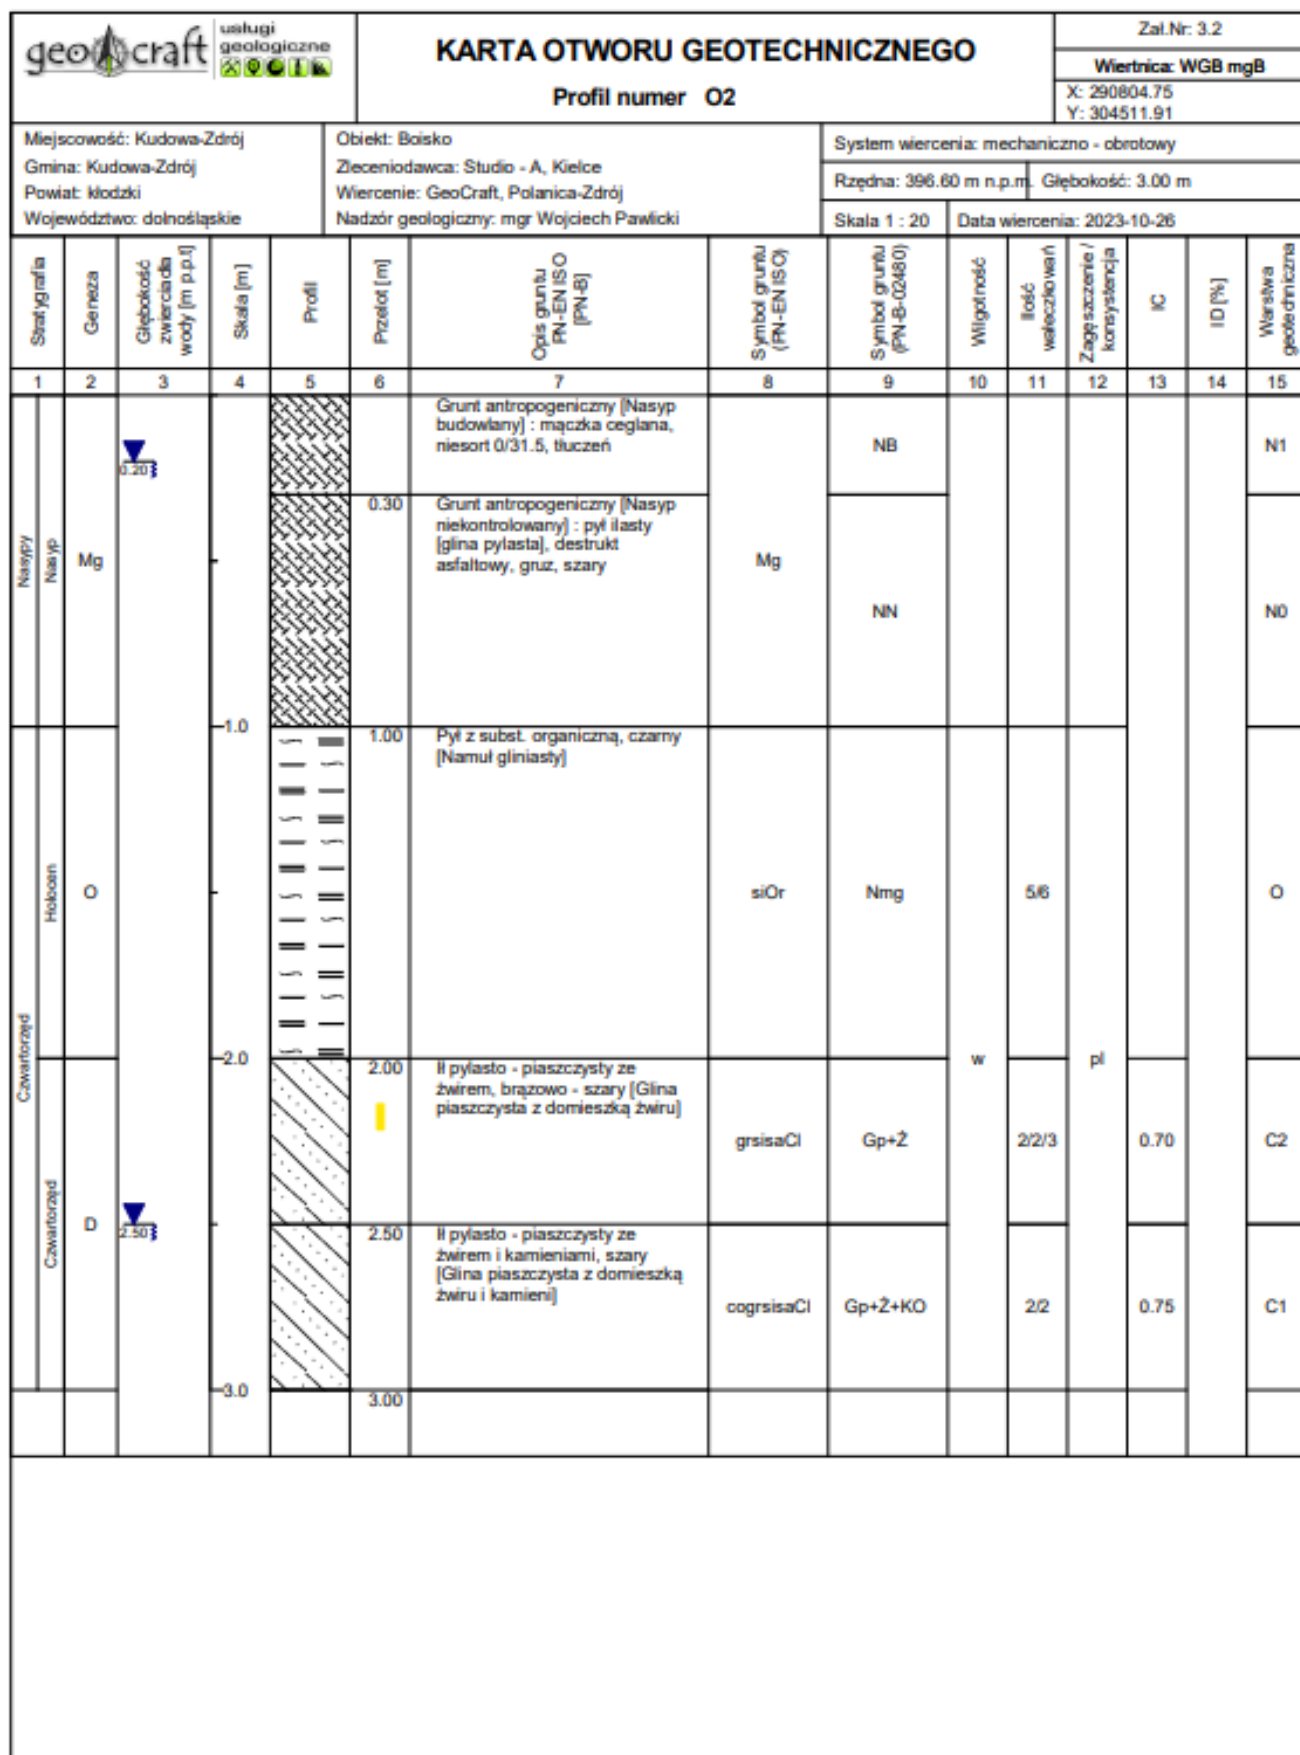 geocraft
usługi
geologiczne
KARTA OTWORU GEOTECHNICZNEGO
Profil numer O2
Zał.Nr: 3.2
Wiertnica: WGB mgB
X: 290804.75
Y: 304511.91
Miejscowość: Kudowa-Zdrój
Gmina: Kudowa-Zdrój
Powiat: kłodzki
Województwo: dolnośląskie
Obiekt: Boisko
Zleceniodawca: Studio - A, Kielce
Wiercenie: GeoCraft, Polanica-Zdrój
Nadzór geologiczny: mgr Wojciech Pawlicki
System wiercenia: mechaniczno - obrotowy
Rzędna: 396.60 m n.p.m. Głębokość: 3.00 m
Skala 1 : 20 Data wiercenia: 2023-10-26
Stratygrafia
Geneza
Głębokość
zwierciadła
wody [m p.p.t]
Skala [m]
Profil
Przelot [m]
Opis gruntu
PN-EN ISO
[PN-B]
Symbol gruntu
(PN-EN ISO)
Symbol gruntu
(PN-B-02480)
Wilgotność
Ilość
wałeczkowań
Zagęszczenie /
konsystencja
IC
ID [%]
Warstwa
geotechniczna
1 2 3 4 5 6 7 8 9 10 11 12 13 14 15
Grunt antropogeniczny [Nasyp
budowlany] : mączka ceglana,
niesort 0/31.5, tłuczeń
NB
N1
0.20
0.30
Grunt antropogeniczny [Nasyp
niekontrolowany] : pył ilasty
[glina pylasta], destrukt
asfaltowy, gruz, szary
Nasypy
Nasyp
Mg
Mg
NN
N0
1.0
1.00
Pył z subst. organiczną, czarny
[Namuł gliniasty]
Holocen
O
siOr
Nmg
5/6
O
Czwartorzęd
2.0
2.00
Ił pylasto - piaszczysty ze
żwirem, brązowo - szary [Glina
piaszczysta z domieszką żwiru]
w
pl
grsisaCl
Gp+Ż
2/2/3
0.70
C2
Czwartorzęd
D
2.50
2.50
Ił pylasto - piaszczysty ze
żwirem i kamieniami, szary
[Glina piaszczysta z domieszką
żwiru i kamieni]
cogrsisaCl
Gp+Ż+KO
2/2
0.75
C1
3.0
3.00